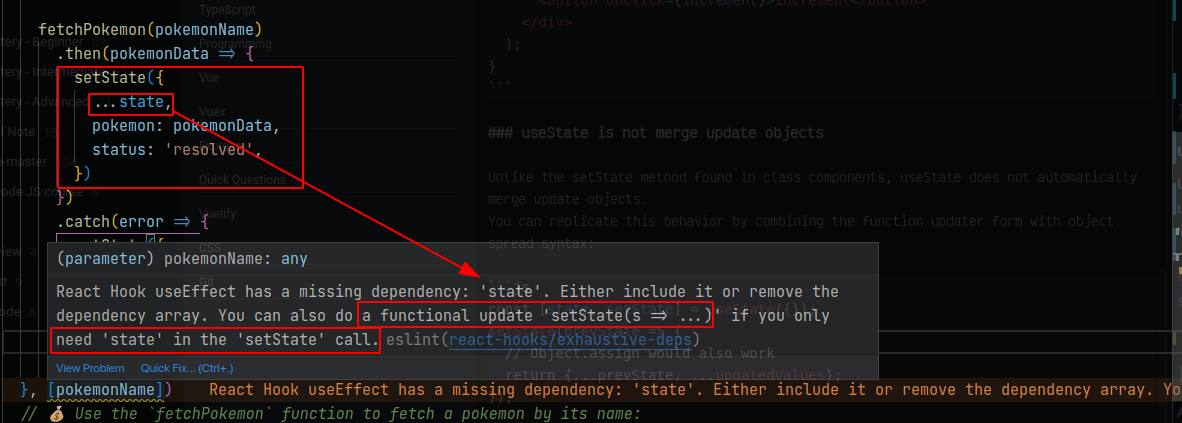 TypeScript
<button onClick={increment}>Increment</button>
fetchPokemon(pokemonName)
</div>
tery - Beginner 82
Programming
.then(pokemonData => {
);
tery - Intermed
setState({
Vue
}
```
tery - Advanced
...state,
Vuex
pokemon: pokemonData,
l Note 15
### useState is not merge update objects
status: 'resolved',
e-master 134
})
Quick Questions
Unlike the setState method found in class components, useState does not automatically
ode JS course 5
})
merge update objects.
Vuetify
.catch(error => {
You can replicate this behavior by combining the function updater form with object
CSS
spread syntax:
view 4
(parameter) pokemonName: any
Git
React Hook useEffect has a missing dependency: 'state'. Either include it or remove the
dependency array. You can also do a functional update 'setState(s => ...)' if you only
need 'state' in the 'setState' call. eslint(react-hooks/exhaustive-deps)
// Object.assign would also work
View Problem Quick Fix... (Ctrl+.)
return {...prevState, ...updatedValues};
}, [pokemonName]) React Hook useEffect has a missing dependency: 'state'. Either include it or remove the dependency array. Yo
// 💰 Use the `fetchPokemon` function to fetch a pokemon by its name: